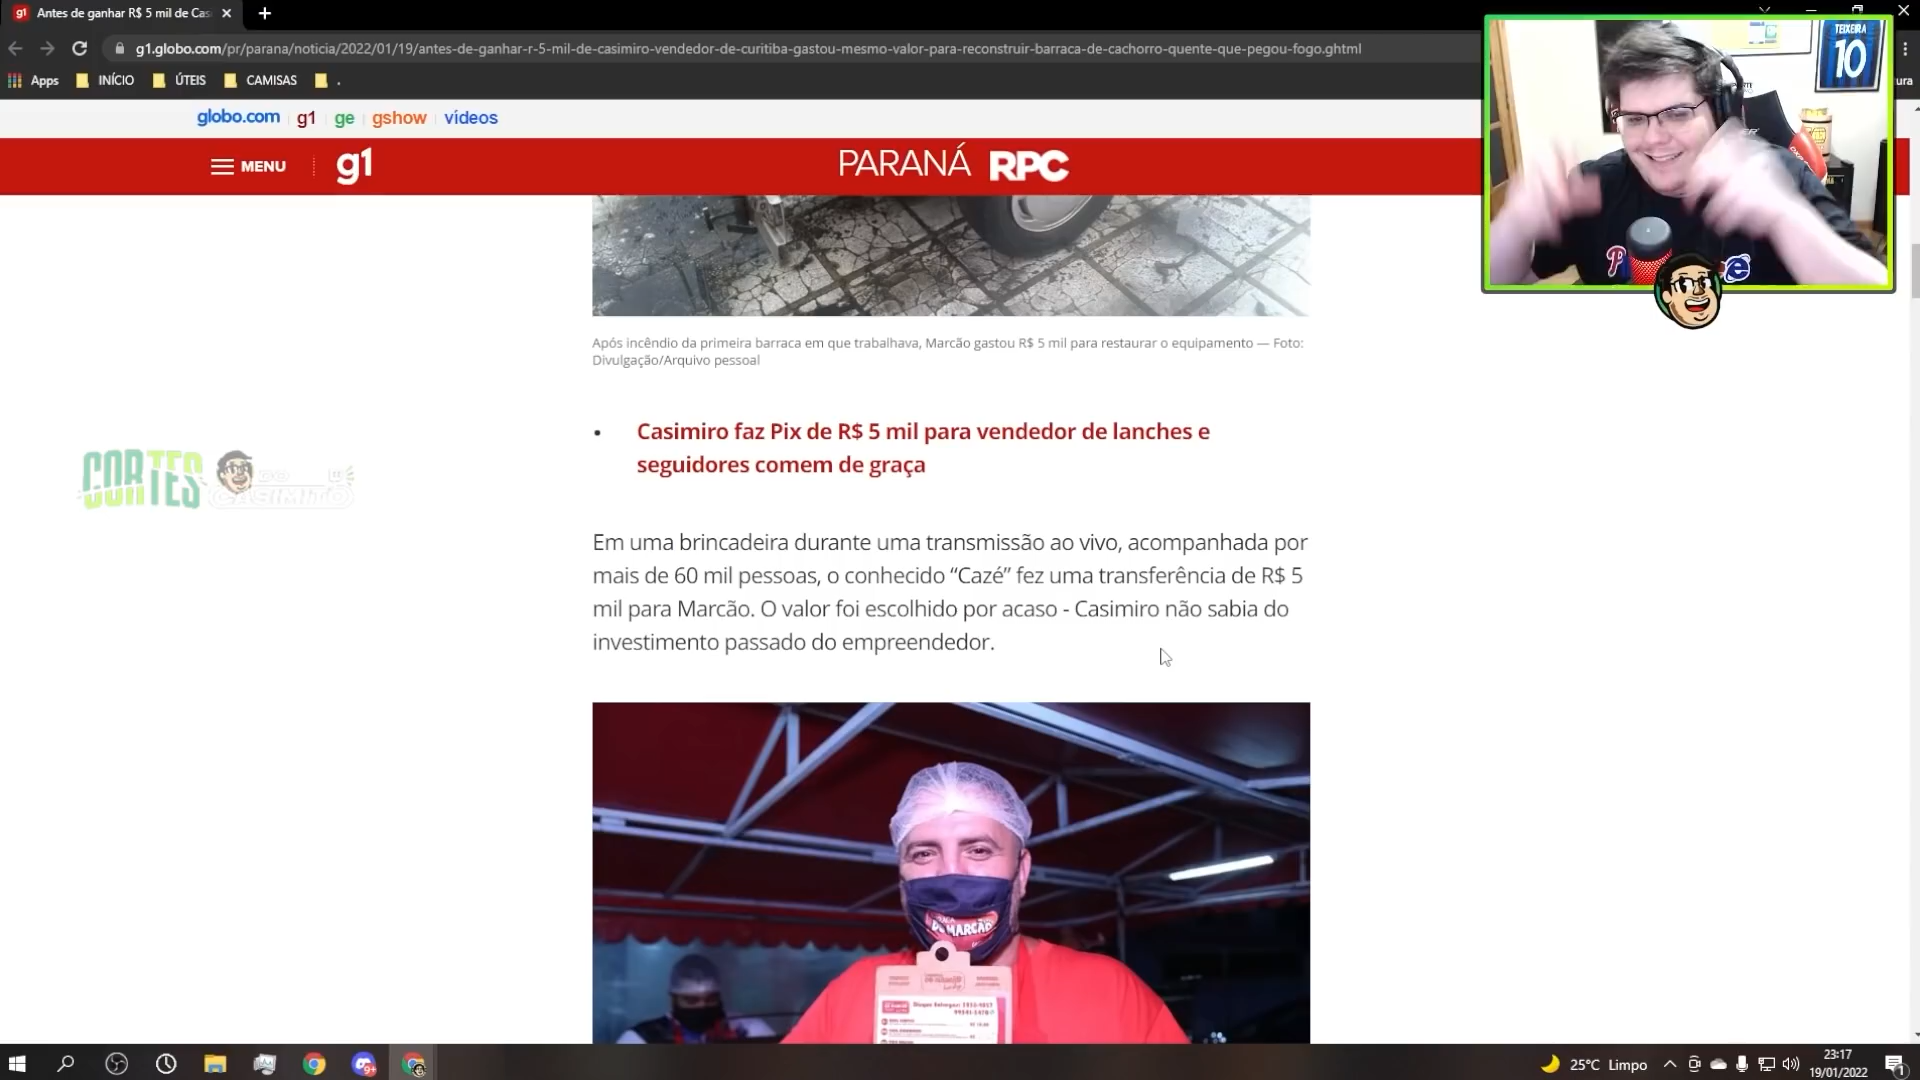 Antes de ganhar R$ 5 mil de Cas
g1.globo.com/pr/parana/noticia/2022/01/19/antes-de-ganhar-r-5-mil-de-casimiro-vendedor-de-curitiba-gastou-mesmo-valor-para-reconstruir-barraca-de-cachorro-quente-que-pegou-fogo.ghtml
Apps INÍCIO ÚTEIS CAMISAS .
globo.com g1 ge gshow vídeos
MENU g1 PARANÁ RPC
TEIXEIRA
10
Após incêndio da primeira barraca em que trabalhava, Marcão gastou R$ 5 mil para restaurar o equipamento — Foto:
Divulgação/Arquivo pessoal
• Casimiro faz Pix de R$ 5 mil para vendedor de lanches e
seguidores comem de graça
CORTES DO
CASIMITO
Em uma brincadeira durante uma transmissão ao vivo, acompanhada por
mais de 60 mil pessoas, o conhecido “Cazé” fez uma transferência de R$ 5
mil para Marcão. O valor foi escolhido por acaso - Casimiro não sabia do
investimento passado do empreendedor.
DO MARCÃO
25°C Limpo
23:17
19/01/2022